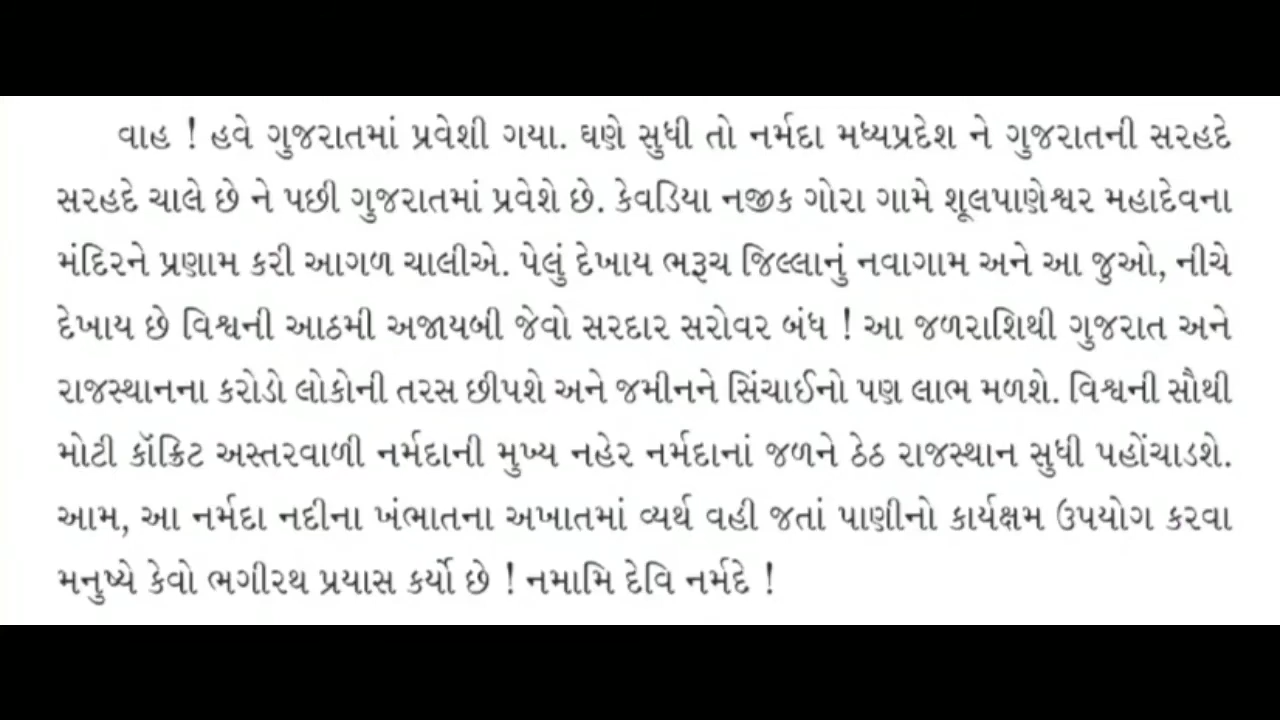 વાહ ! હવે ગુજરાતમાં પ્રવેશી ગયા. ઘણે સુધી તો નર્મદા મધ્યપ્રદેશ ને ગુજરાતની સરહદે
સરહદે ચાલે છે ને પછી ગુજરાતમાં પ્રવેશે છે. કેવડિયા નજીક ગોરા ગામે શૂલપાણેશ્વર મહાદેવના
મંદિરને પ્રણામ કરી આગળ ચાલીએ. પેલું દેખાય ભરૂચ જિલ્લાનું નવાગામ અને આ જુઓ, નીચે
દેખાય છે વિશ્વની આઠમી અજાયબી જેવો સરદાર સરોવર બંધ ! આ જળરાશિથી ગુજરાત અને
રાજસ્થાનના કરોડો લોકોની તરસ છીપશે અને જમીનને સિંચાઈનો પણ લાભ મળશે. વિશ્વની સૌથી
મોટી કૉંક્રિટ અસ્તરવાળી નર્મદાની મુખ્ય નહેર નર્મદાનાં જળને ઠેઠ રાજસ્થાન સુધી પહોંચાડશે.
આમ, આ નર્મદા નદીના ખંભાતના અખાતમાં વ્યર્થ વહી જતાં પાણીનો કાર્યક્ષમ ઉપયોગ કરવા
મનુષ્યે કેવો ભગીરથ પ્રયાસ કર્યો છે ! નમામિ દેવિ નર્મદે !